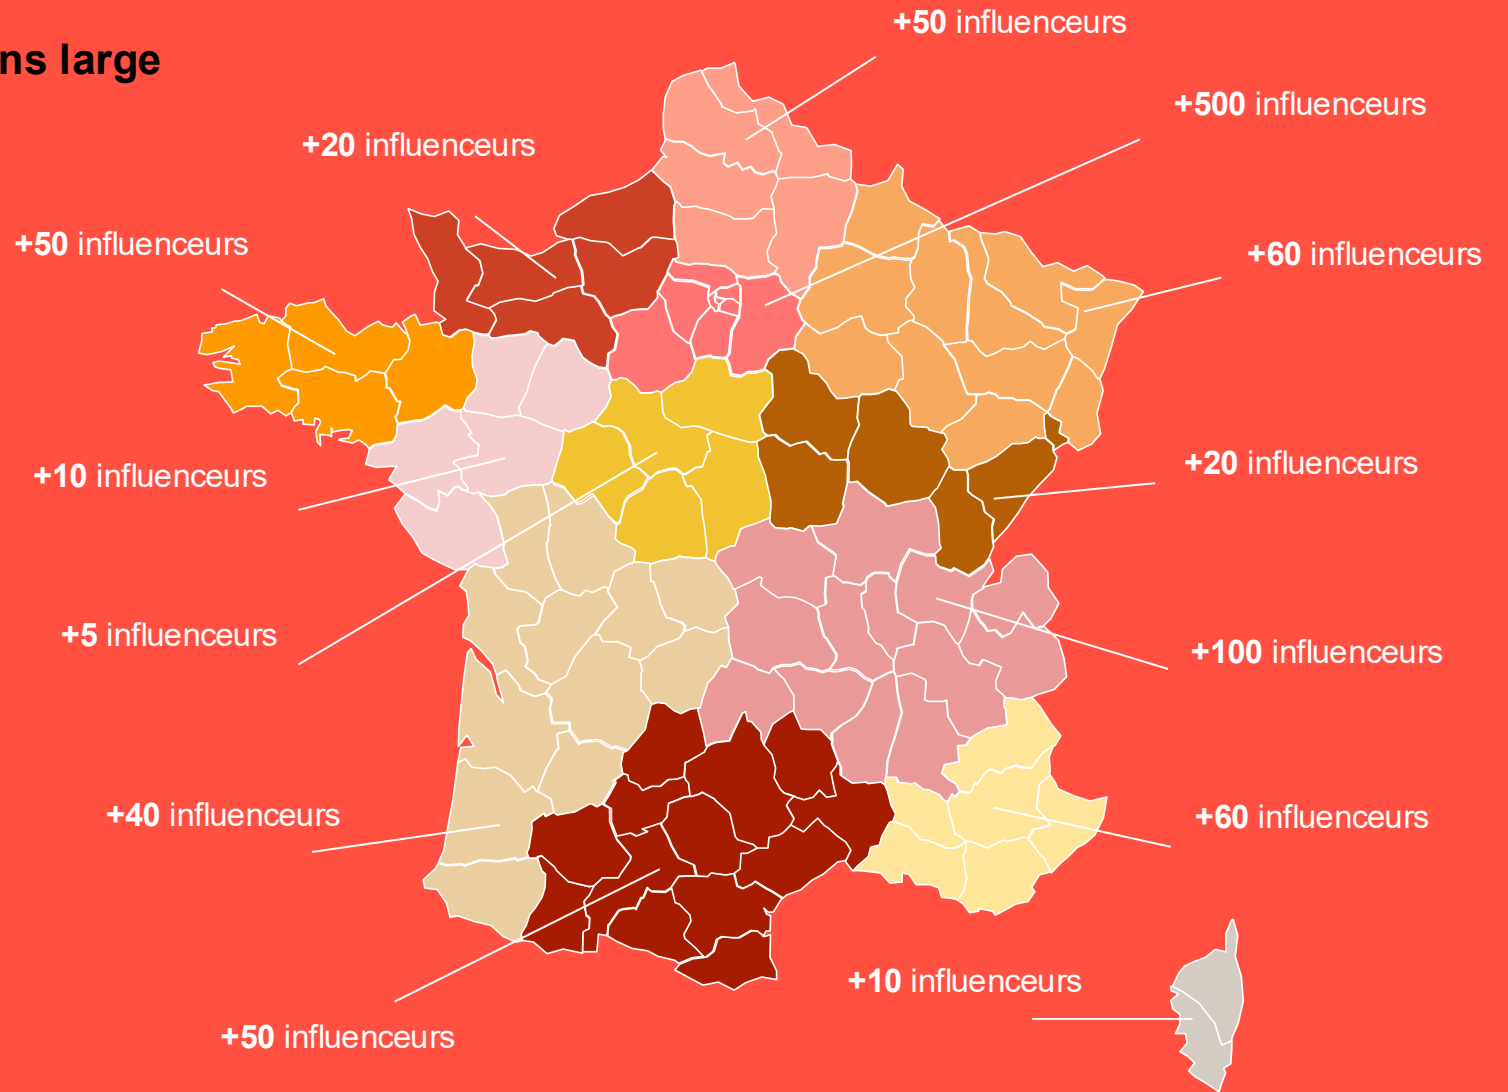 ns large
+50 influenceurs
+500 influenceurs
+20 influenceurs
+50 influenceurs
+60 influenceurs
+10 influenceurs
+20 influenceurs
+5 influenceurs
+100 influenceurs
+40 influenceurs
+60 influenceurs
+10 influenceurs
+50 influenceurs